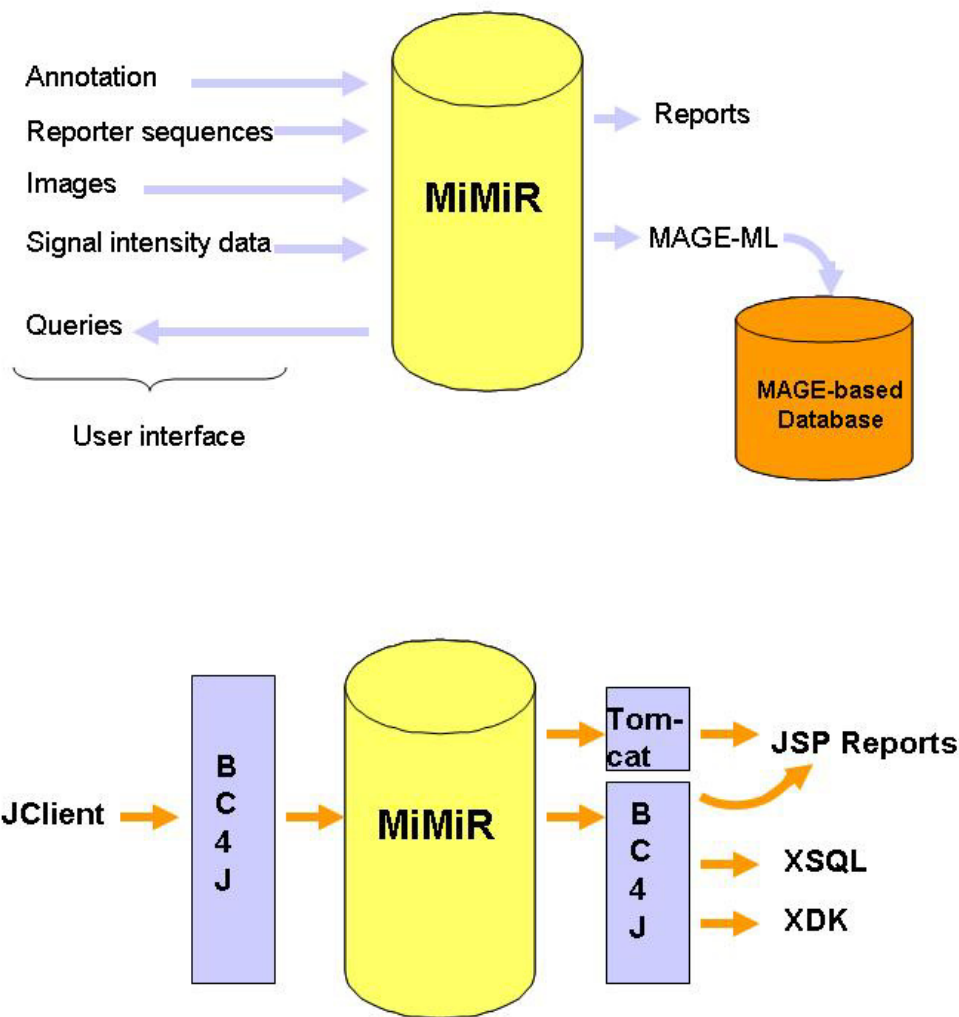 Annotation
Reporter sequences
Images
Signal intensity data
Queries
User interface
MiMiR
Reports
MAGE-ML
MAGE-based
Database
JClient
B
C
4
J
MiMiR
Tom-
cat
B
C
4
J
JSP Reports
XSQL
XDK